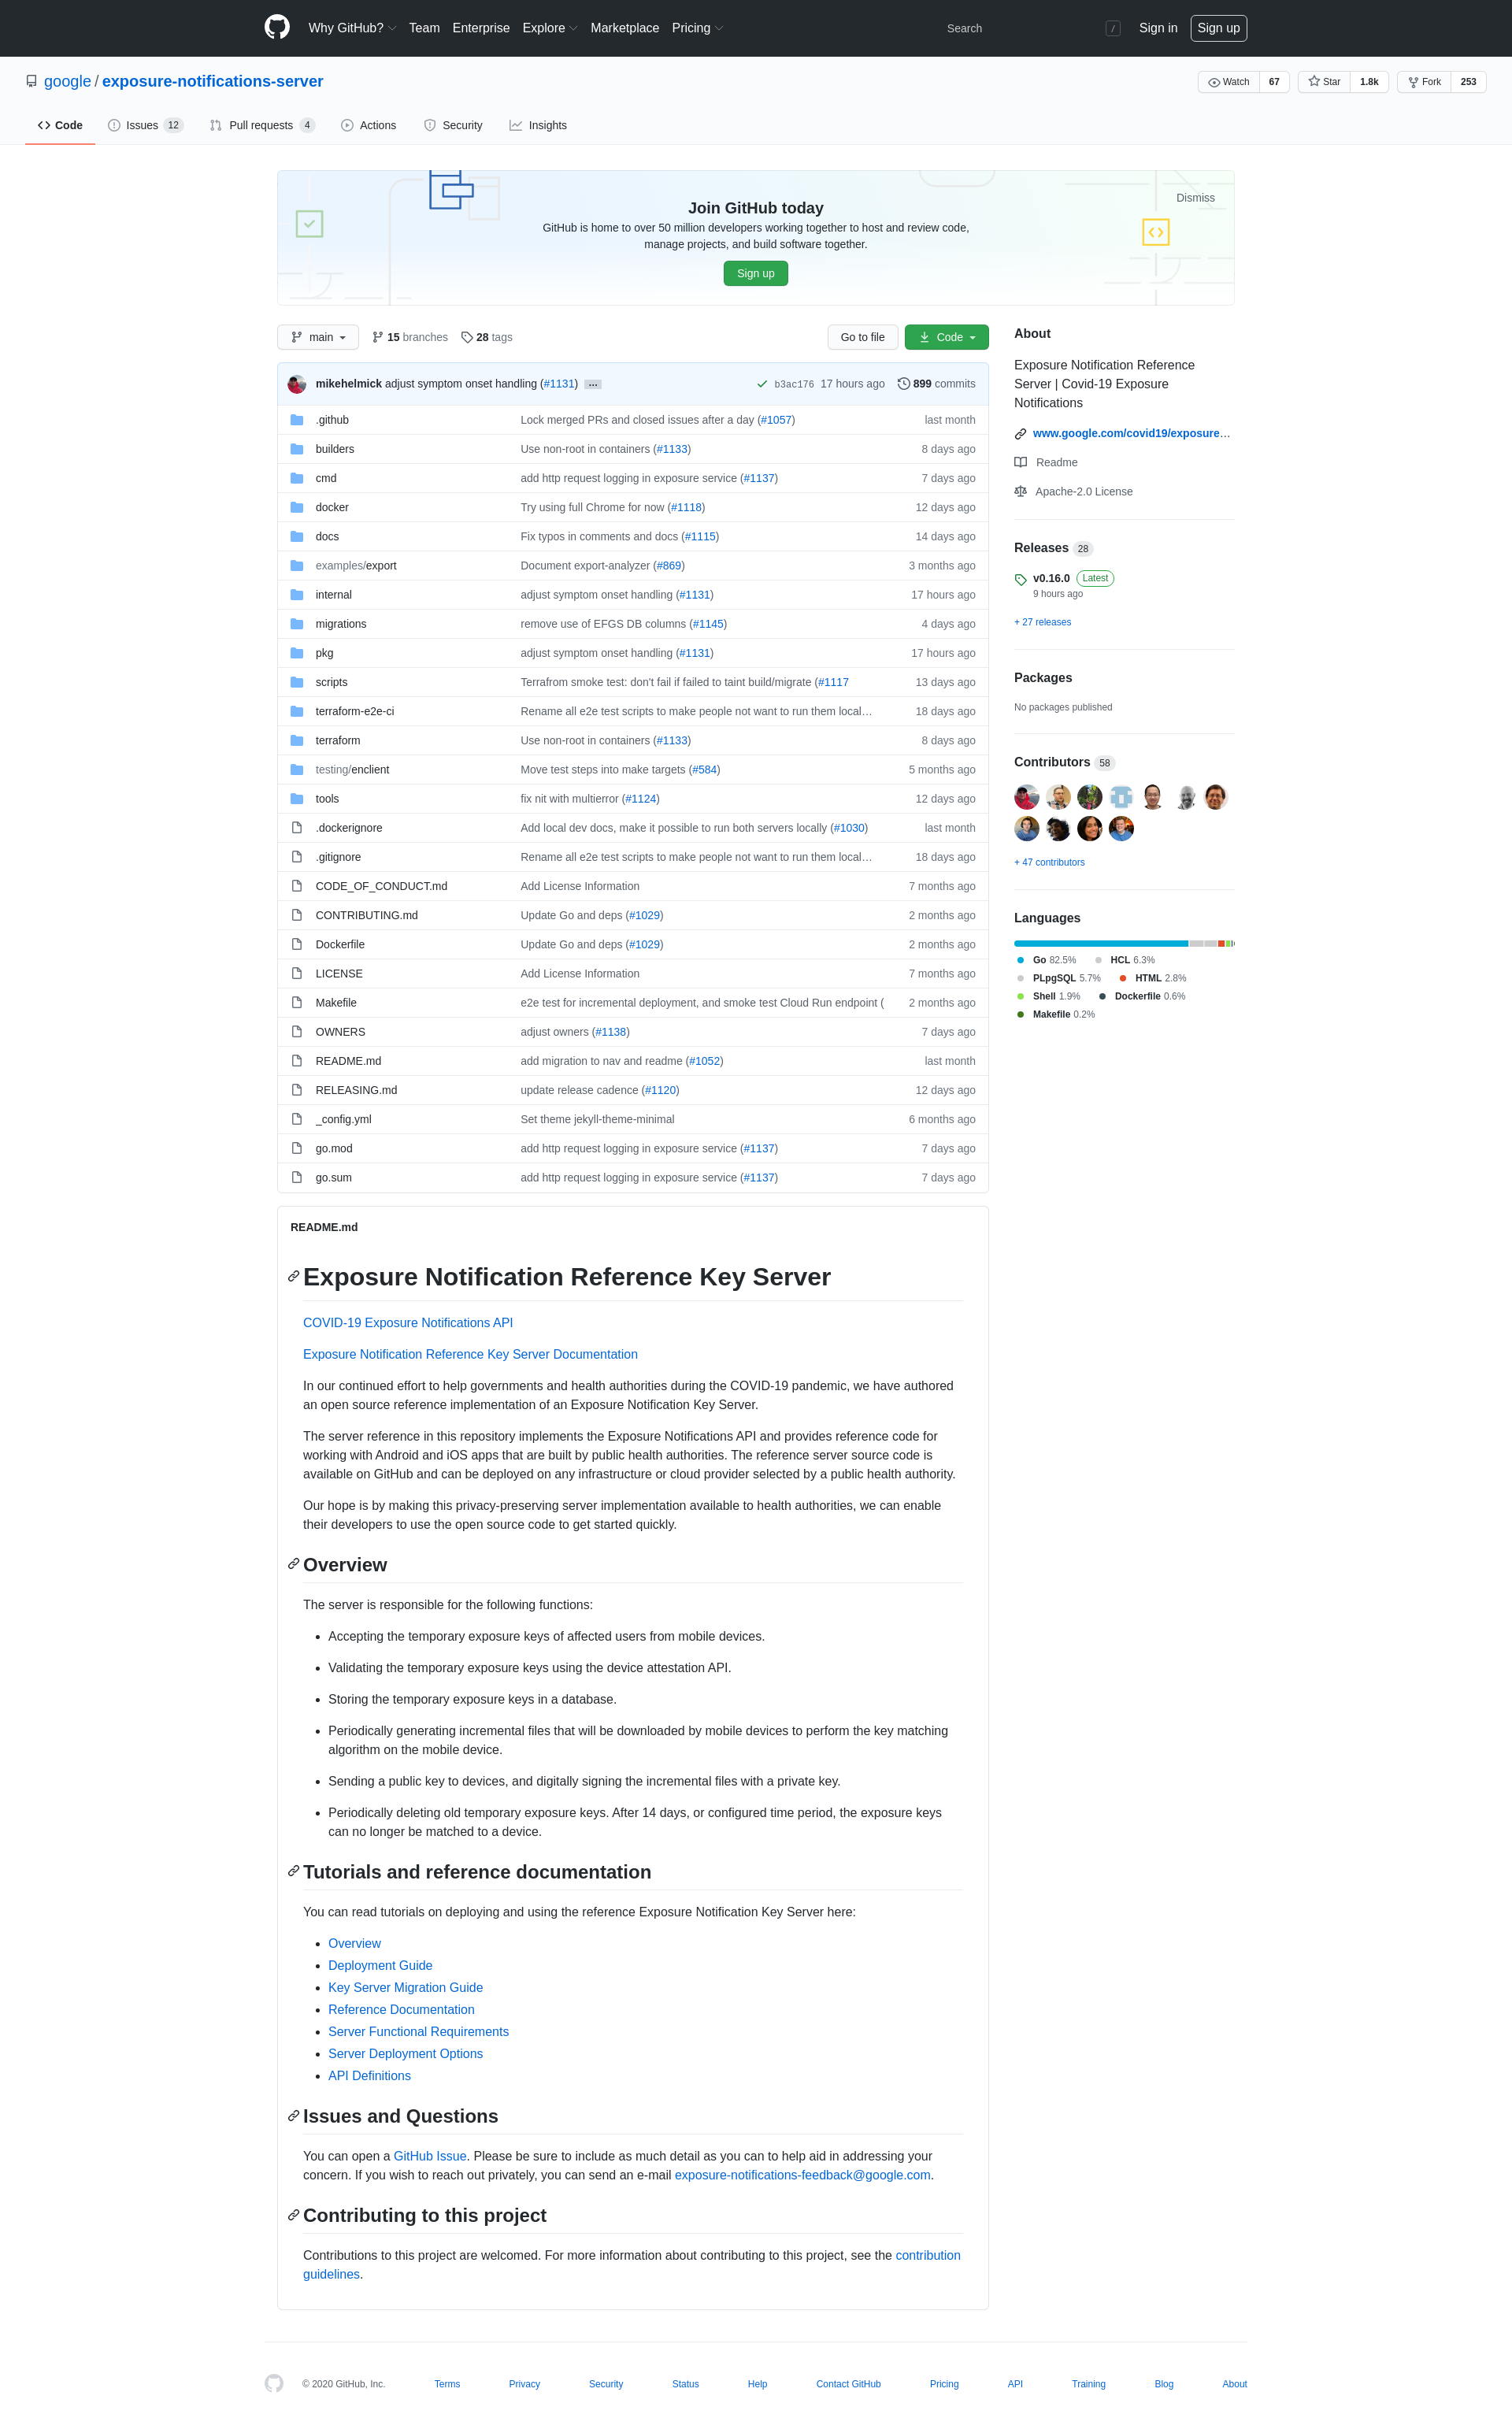 Why GitHub? Team Enterprise Explore Marketplace Pricing Search / Sign in Sign up
google / exposure-notifications-server Watch 67 Star 1.8k Fork 253
Code Issues 12 Pull requests 4 Actions Security Insights
Dismiss
Join GitHub today
GitHub is home to over 50 million developers working together to host and review code,
manage projects, and build software together.
Sign up
main 15 branches 28 tags Go to file Code
mikehelmick adjust symptom onset handling (#1131) … b3ac176 17 hours ago 899 commits
.github Lock merged PRs and closed issues after a day (#1057) last month
builders Use non-root in containers (#1133) 8 days ago
cmd add http request logging in exposure service (#1137) 7 days ago
docker Try using full Chrome for now (#1118) 12 days ago
docs Fix typos in comments and docs (#1115) 14 days ago
examples/export Document export-analyzer (#869) 3 months ago
internal adjust symptom onset handling (#1131) 17 hours ago
migrations remove use of EFGS DB columns (#1145) 4 days ago
pkg adjust symptom onset handling (#1131) 17 hours ago
scripts Terrafrom smoke test: don't fail if failed to taint build/migrate (#1117 13 days ago
terraform-e2e-ci Rename all e2e test scripts to make people not want to run them local… 18 days ago
terraform Use non-root in containers (#1133) 8 days ago
testing/enclient Move test steps into make targets (#584) 5 months ago
tools fix nit with multierror (#1124) 12 days ago
.dockerignore Add local dev docs, make it possible to run both servers locally (#1030) last month
.gitignore Rename all e2e test scripts to make people not want to run them local… 18 days ago
CODE_OF_CONDUCT.md Add License Information 7 months ago
CONTRIBUTING.md Update Go and deps (#1029) 2 months ago
Dockerfile Update Go and deps (#1029) 2 months ago
LICENSE Add License Information 7 months ago
Makefile e2e test for incremental deployment, and smoke test Cloud Run endpoint ( 2 months ago
OWNERS adjust owners (#1138) 7 days ago
README.md add migration to nav and readme (#1052) last month
RELEASING.md update release cadence (#1120) 12 days ago
_config.yml Set theme jekyll-theme-minimal 6 months ago
go.mod add http request logging in exposure service (#1137) 7 days ago
go.sum add http request logging in exposure service (#1137) 7 days ago
About
Exposure Notification Reference
Server | Covid-19 Exposure
Notifications
www.google.com/covid19/exposure…
Readme
Apache-2.0 License
Releases 28
v0.16.0 Latest
9 hours ago
+ 27 releases
Packages
No packages published
Contributors 58
+ 47 contributors
Languages
Go 82.5% HCL 6.3%
PLpgSQL 5.7% HTML 2.8%
Shell 1.9% Dockerfile 0.6%
Makefile 0.2%
README.md
Exposure Notification Reference Key Server
COVID-19 Exposure Notifications API
Exposure Notification Reference Key Server Documentation
In our continued effort to help governments and health authorities during the COVID-19 pandemic, we have authored
an open source reference implementation of an Exposure Notification Key Server.
The server reference in this repository implements the Exposure Notifications API and provides reference code for
working with Android and iOS apps that are built by public health authorities. The reference server source code is
available on GitHub and can be deployed on any infrastructure or cloud provider selected by a public health authority.
Our hope is by making this privacy-preserving server implementation available to health authorities, we can enable
their developers to use the open source code to get started quickly.
Overview
The server is responsible for the following functions:
• Accepting the temporary exposure keys of affected users from mobile devices.
• Validating the temporary exposure keys using the device attestation API.
• Storing the temporary exposure keys in a database.
• Periodically generating incremental files that will be downloaded by mobile devices to perform the key matching
algorithm on the mobile device.
• Sending a public key to devices, and digitally signing the incremental files with a private key.
• Periodically deleting old temporary exposure keys. After 14 days, or configured time period, the exposure keys
can no longer be matched to a device.
Tutorials and reference documentation
You can read tutorials on deploying and using the reference Exposure Notification Key Server here:
• Overview
• Deployment Guide
• Key Server Migration Guide
• Reference Documentation
• Server Functional Requirements
• Server Deployment Options
• API Definitions
Issues and Questions
You can open a GitHub Issue. Please be sure to include as much detail as you can to help aid in addressing your
concern. If you wish to reach out privately, you can send an e-mail exposure-notifications-feedback@google.com.
Contributing to this project
Contributions to this project are welcomed. For more information about contributing to this project, see the contribution
guidelines.
© 2020 GitHub, Inc. Terms Privacy Security Status Help Contact GitHub Pricing API Training Blog About